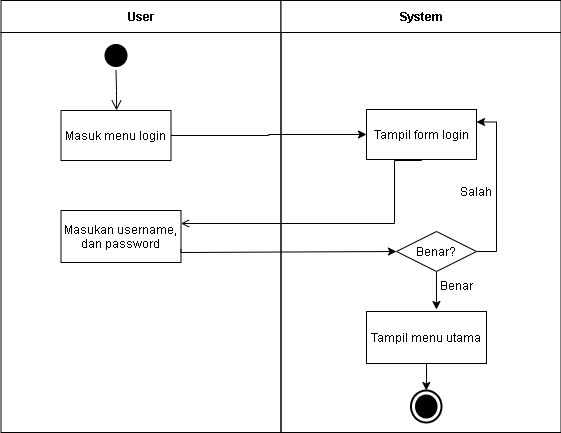 User
System
Masuk menu login
Tampil form login
Salah
Masukan username,
dan password
Benar?
Benar
Tampil menu utama